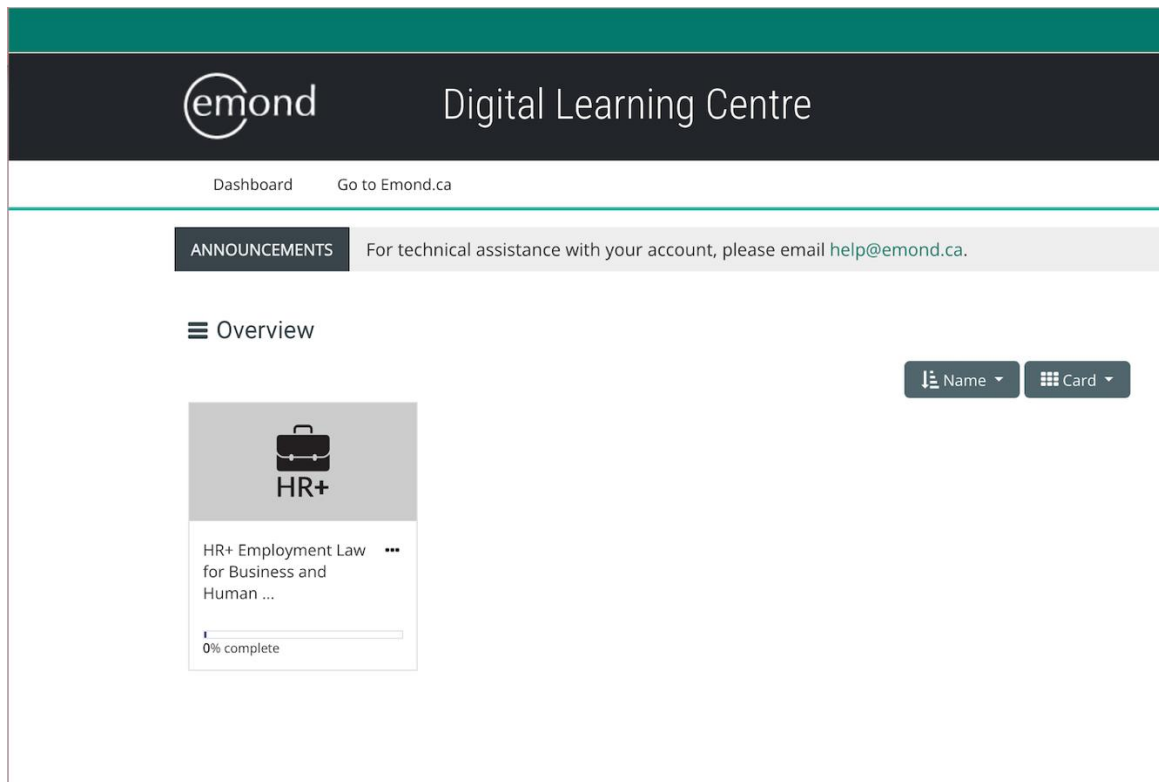 emond
Digital Learning Centre
Dashboard Go to Emond.ca
ANNOUNCEMENTS For technical assistance with your account, please email help@emond.ca.
Overview
Name Card
HR+
HR+ Employment Law
for Business and
Human ...
0% complete